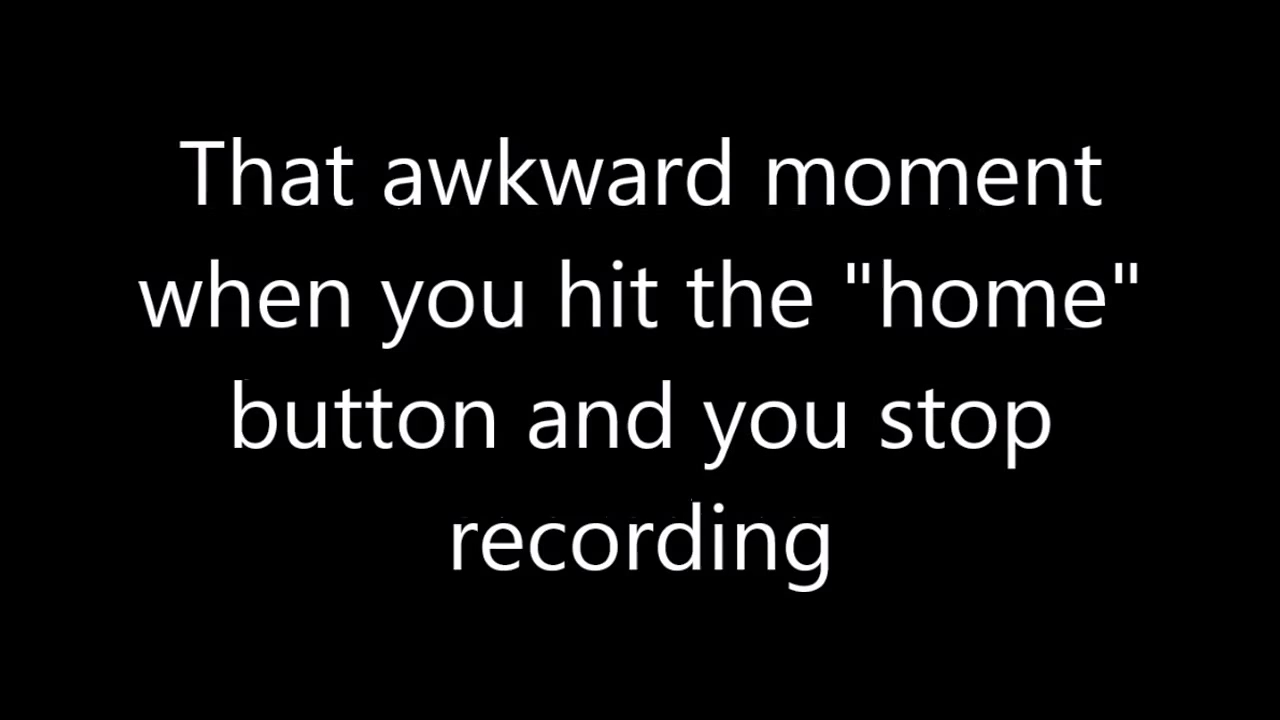 That awkward moment
when you hit the "home"
button and you stop
recording